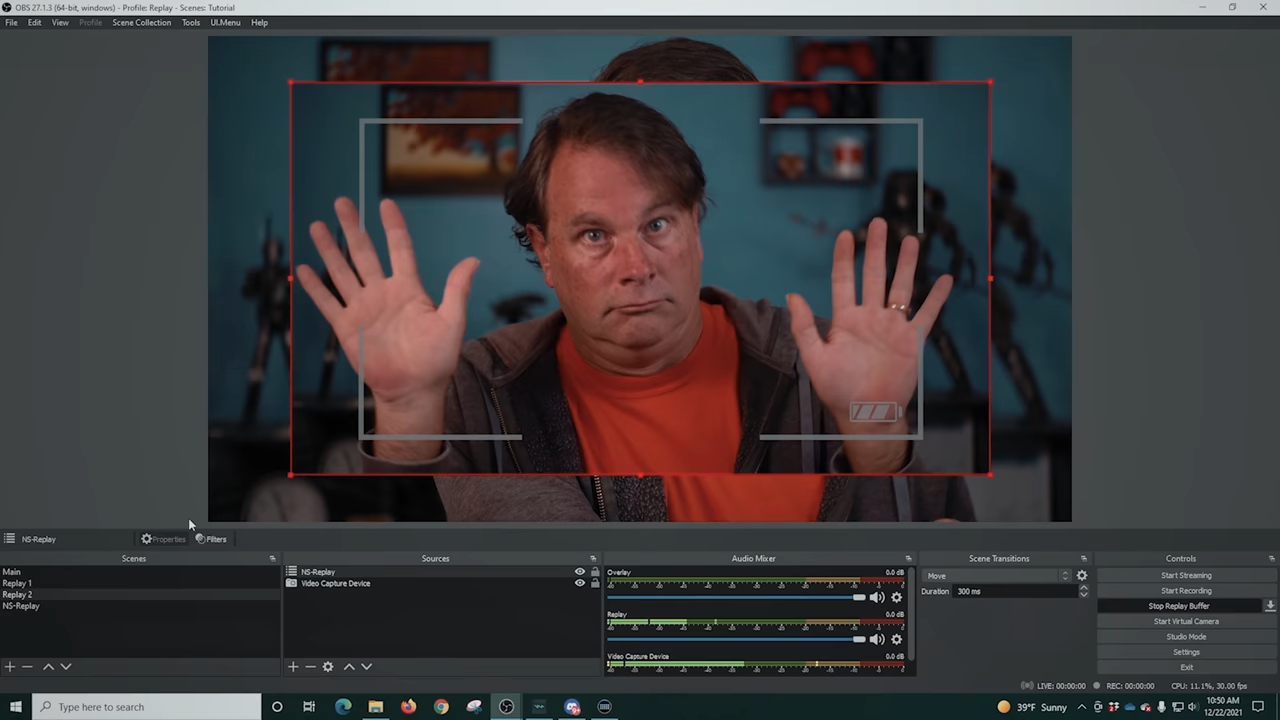 OBS 27.1.3 (64-bit, windows) - Profile: Replay - Scenes: Tutorial
File Edit View Profile Scene Collection Tools UI.Menu Help
NS-Replay Properties Filters
Scenes Sources Audio Mixer Scene Transitions Controls
Main
Replay 1
Replay 2
NS-Replay
NS-Replay
Video Capture Device
Overlay 0.0 dB
Replay 0.0 dB
Video Capture Device 0.0 dB
Move
Duration 300 ms
Start Streaming
Start Recording
Stop Replay Buffer
Start Virtual Camera
Studio Mode
Settings
Exit
LIVE: 00:00:00 REC: 00:00:00 CPU: 11.1%, 30.00 fps
Type here to search
39°F Sunny
10:50 AM
12/22/2021